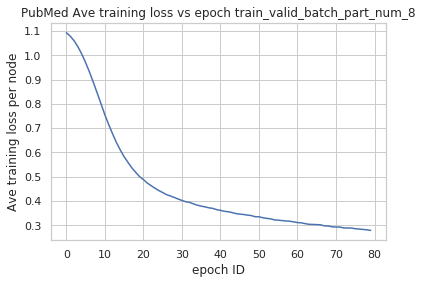 PubMed Ave training loss vs epoch train_valid_batch_part_num_8
Ave training loss per node
1.1
1.0
0.9
0.8
0.7
0.6
0.5
0.4
0.3
0 10 20 30 40 50 60 70 80
epoch ID